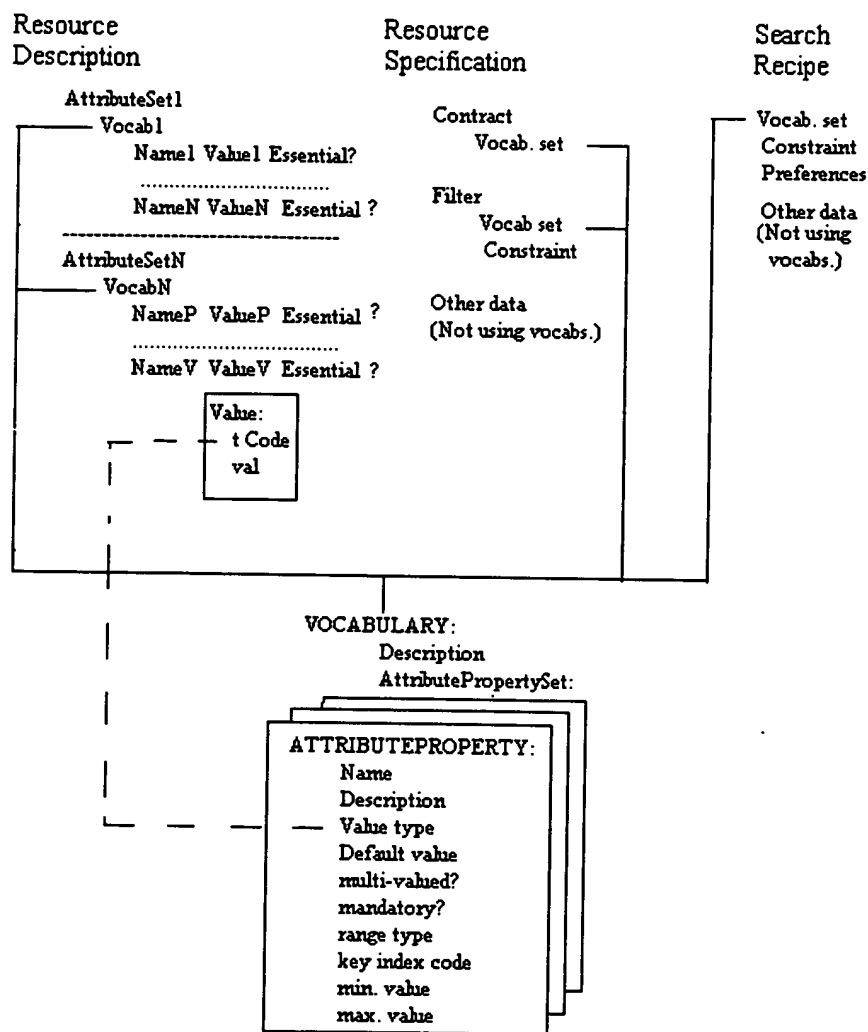 Resource
Description
AttributeSet1
Vocab1
Name1 Value1 Essential?
..................................
NameN ValueN Essential ?
----------------------------------------
AttributeSetN
VocabN
NameP ValueP Essential ?
..................................
NameV ValueV Essential ?
Value:
t Code
val
Resource
Specification
Contract
Vocab. set
Filter
Vocab set
Constraint
Other data
(Not using vocabs.)
Search
Recipe
Vocab. set
Constraint
Preferences
Other data
(Not using
vocabs.)
VOCABULARY:
Description
AttributePropertySet:
ATTRIBUTEPROPERTY:
Name
Description
Value type
Default value
multi-valued?
mandatory?
range type
key index code
min. value
max. value